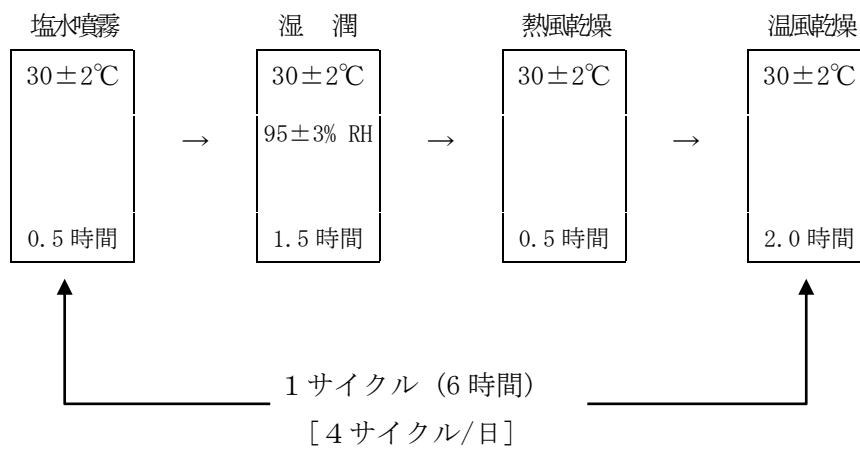 塩水噴霧
湿 潤
熱風乾燥
温風乾燥
30±2℃
30±2℃
30±2℃
30±2℃
95±3% RH
→
→
→
0.5時間
1.5時間
0.5時間
2.0時間
1サイクル (6時間)
[4サイクル/日]